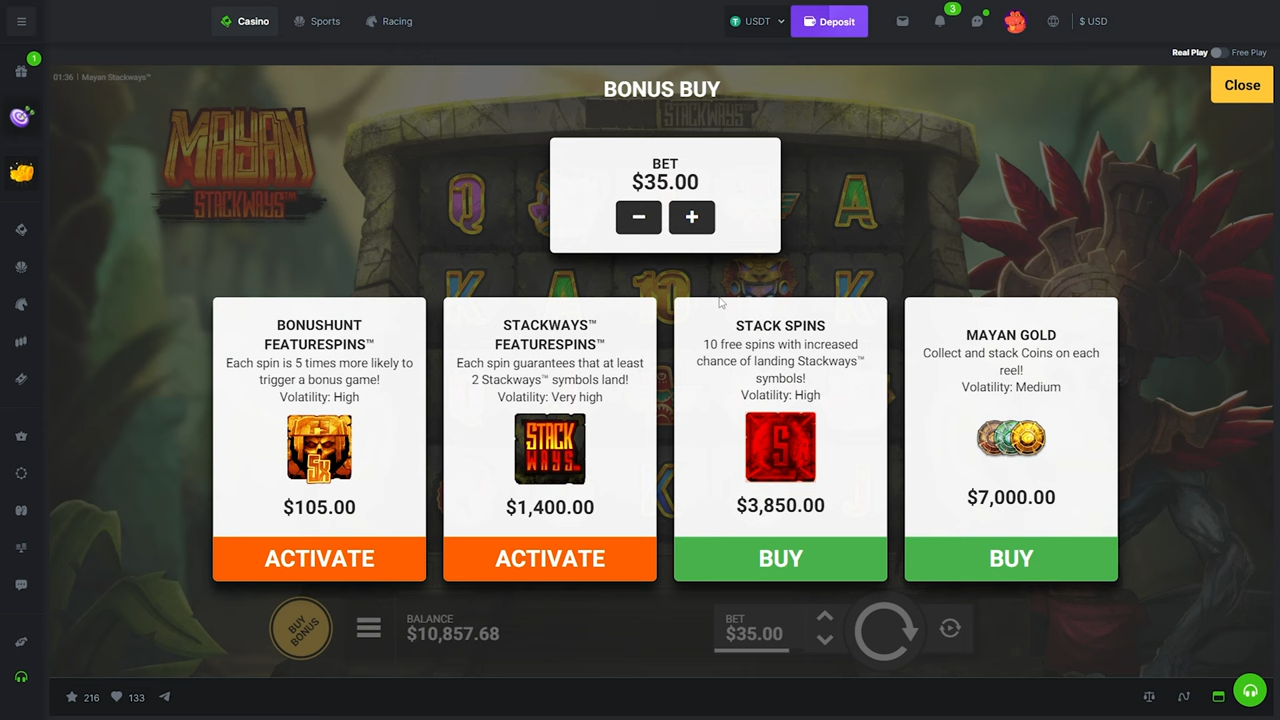 Casino
Sports
Racing
USDT
Deposit
3
$ USD
1
Real Play
Free Play
01:36 | Mayan Stackways™
BONUS BUY
Close
MAYAN
STACKWAYS™
STACKWAYS™
BET
$35.00
−
+
Q
A
K
A
10
K
BONUSHUNT
FEATURESPINS™
Each spin is 5 times more likely to
trigger a bonus game!
Volatility: High
5x
$105.00
ACTIVATE
STACKWAYS™
FEATURESPINS™
Each spin guarantees that at least
2 Stackways™ symbols land!
Volatility: Very high
STACK
WAYS
$1,400.00
ACTIVATE
STACK SPINS
10 free spins with increased
chance of landing Stackways™
symbols!
Volatility: High
S
$3,850.00
BUY
MAYAN GOLD
Collect and stack Coins on each
reel!
Volatility: Medium
$7,000.00
BUY
BUY
BONUS
BALANCE
$10,857.68
BET
$35.00
216
133